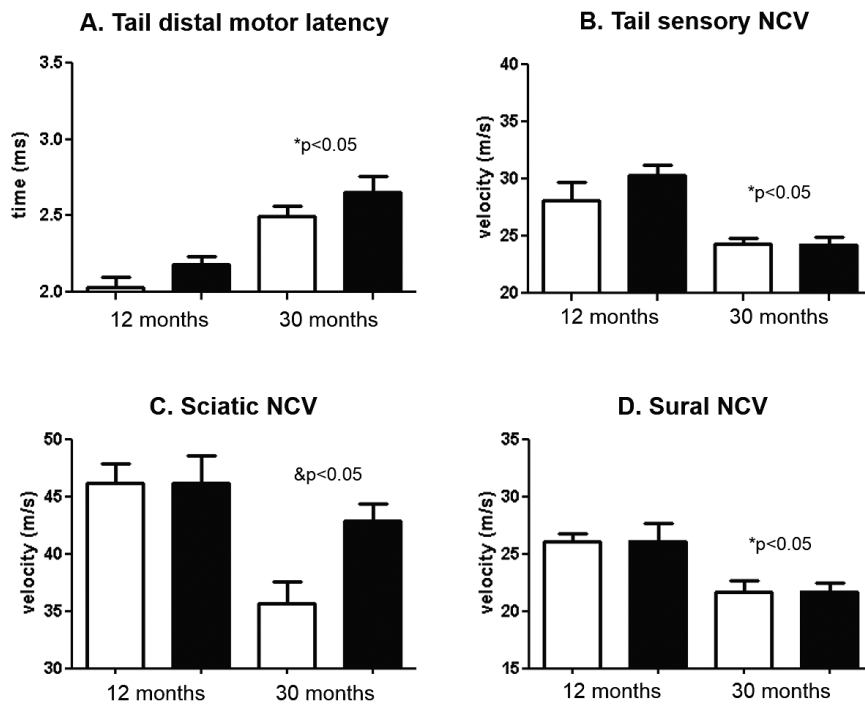 A. Tail distal motor latency
time (ms)
3.5
3.0
2.5
2.0
*p<0.05
12 months
30 months
B. Tail sensory NCV
velocity (m/s)
40
35
30
25
20
*p<0.05
12 months
30 months
C. Sciatic NCV
velocity (m/s)
50
45
40
35
30
&p<0.05
12 months
30 months
D. Sural NCV
velocity (m/s)
35
31
26
21
15
*p<0.05
12 months
30 months